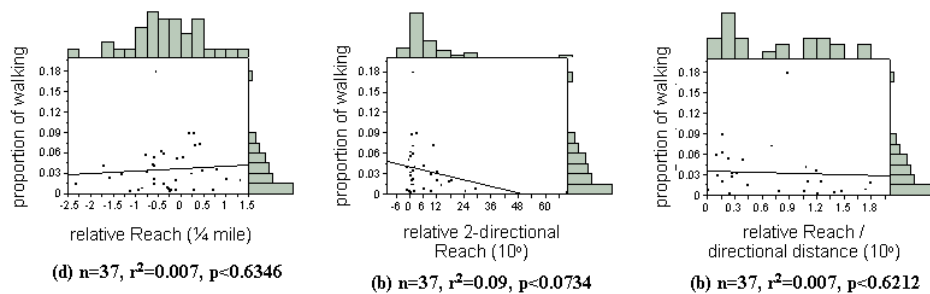 proportion of walking
0.18
0.15
0.12
0.09
0.06
0.03
0
-2.5 -2 -1.5 -1 -0.5 0 0.5 1 1.5
relative Reach (¼ mile)
(d) n=37, r²=0.007, p<0.6346
proportion of walking
0.18
0.15
0.12
0.09
0.06
0.03
0
-6 0 6 12 24 36 48 60
relative 2-directional
Reach (10º)
(b) n=37, r²=0.09, p<0.0734
proportion of walking
0.18
0.15
0.12
0.09
0.06
0.03
0
0 0.3 0.6 0.9 1.2 1.5 1.8
relative Reach /
directional distance (10º)
(b) n=37, r²=0.007, p<0.6212